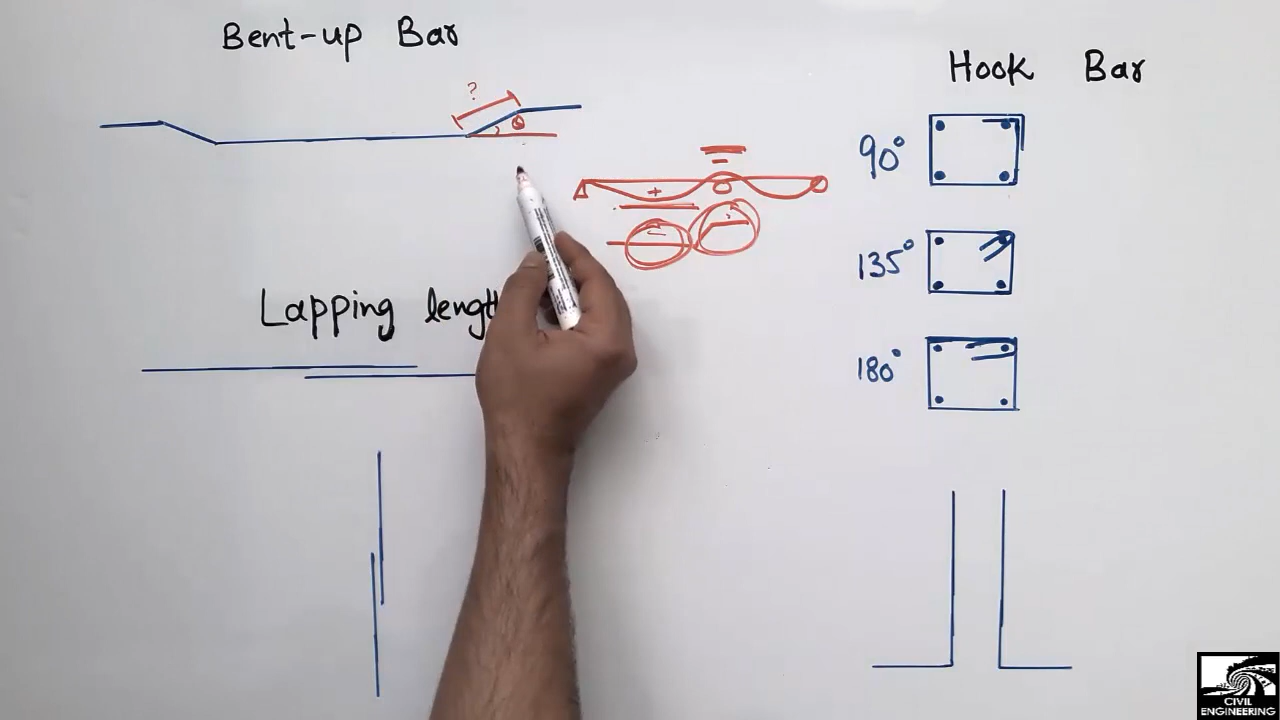 Bent-up Bar
?
θ
+
-
Lapping length
Hook Bar
90°
135°
180°
CIVIL
ENGINEERING